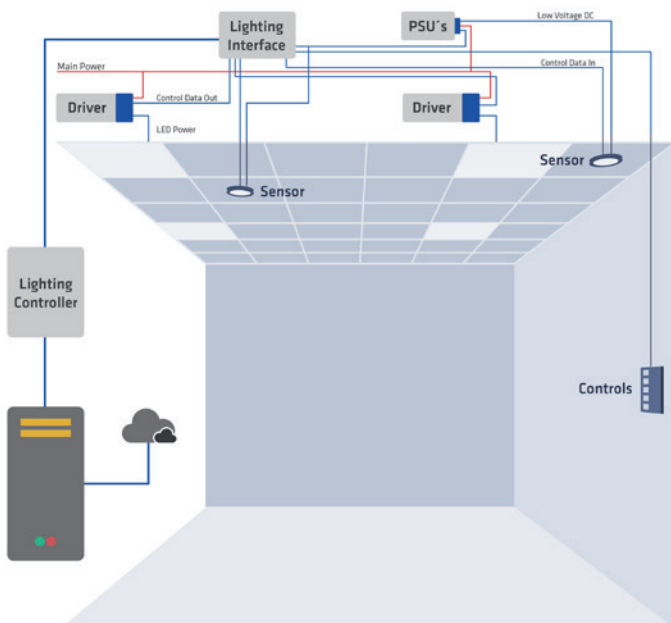 Lighting
Interface
PSU´s
Low Voltage DC
Main Power
Control Data In
Driver
Control Data Out
Driver
LED Power
Sensor
Sensor
Lighting
Controller
Controls